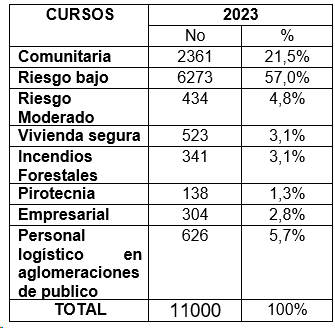 CURSOS 2023
No %
Comunitaria 2361 21,5%
Riesgo bajo 6273 57,0%
Riesgo 434 4,8%
Moderado
Vivienda segura 523 3,1%
Incendios 341 3,1%
Forestales
Pirotecnia 138 1,3%
Empresarial 304 2,8%
Personal 626 5,7%
logístico en
aglomeraciones
de publico
TOTAL 11000 100%